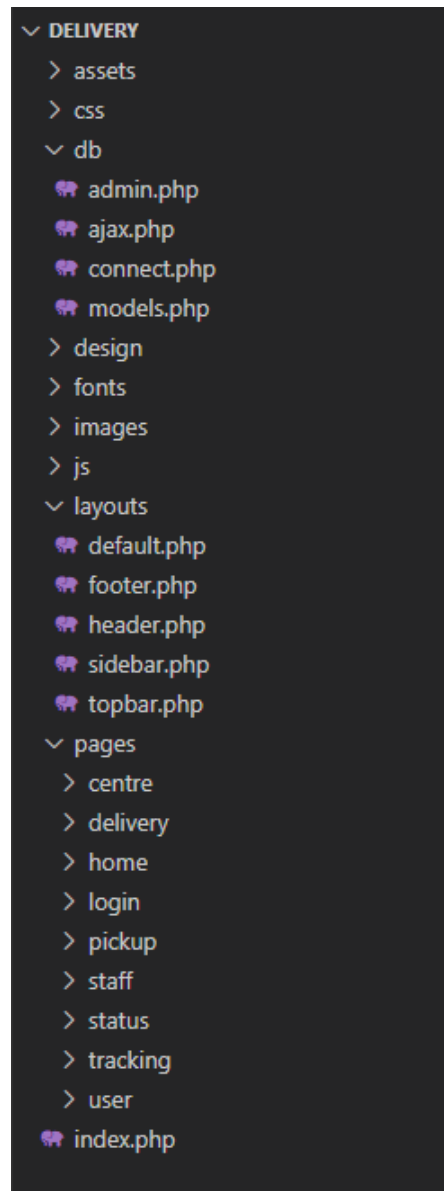 DELIVERY
assets
css
db
admin.php
ajax.php
connect.php
models.php
design
fonts
images
js
layouts
default.php
footer.php
header.php
sidebar.php
topbar.php
pages
centre
delivery
home
login
pickup
staff
status
tracking
user
index.php